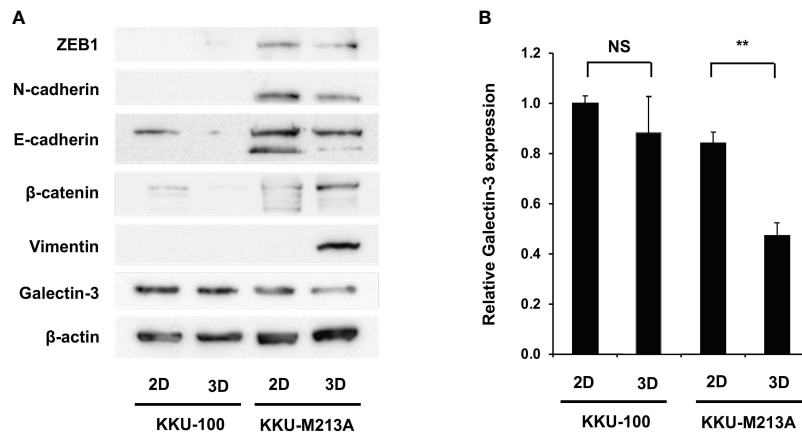 A
ZEB1
N-cadherin
E-cadherin
β-catenin
Vimentin
Galectin-3
β-actin
2D 3D 2D 3D
KKU-100 KKU-M213A
B
Relative Galectin-3 expression
1.2
1.0
0.8
0.6
0.4
0.2
0.0
NS
**
2D 3D 2D 3D
KKU-100 KKU-M213A